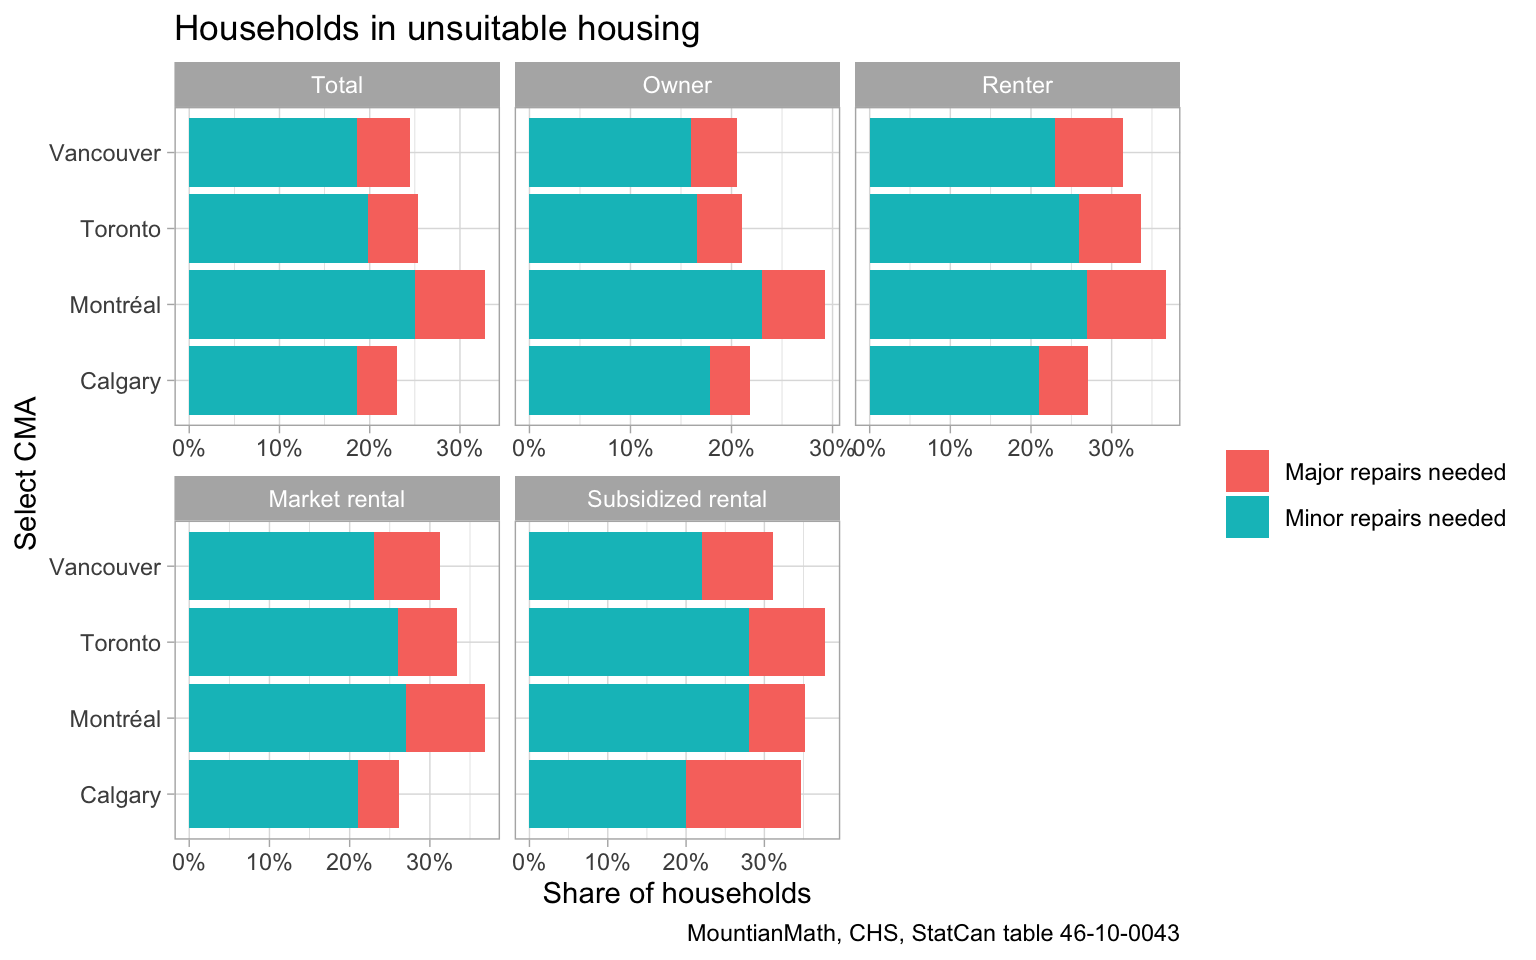 Households in unsuitable housing
Total
Owner
Renter
Vancouver
Toronto
Montréal
Calgary
0% 10% 20% 30%
0% 10% 20% 30%
0% 10% 20% 30%
Select CMA
Market rental
Subsidized rental
Vancouver
Toronto
Montréal
Calgary
0% 10% 20% 30%
0% 10% 20% 30%
Share of households
Major repairs needed
Minor repairs needed
MountianMath, CHS, StatCan table 46-10-0043